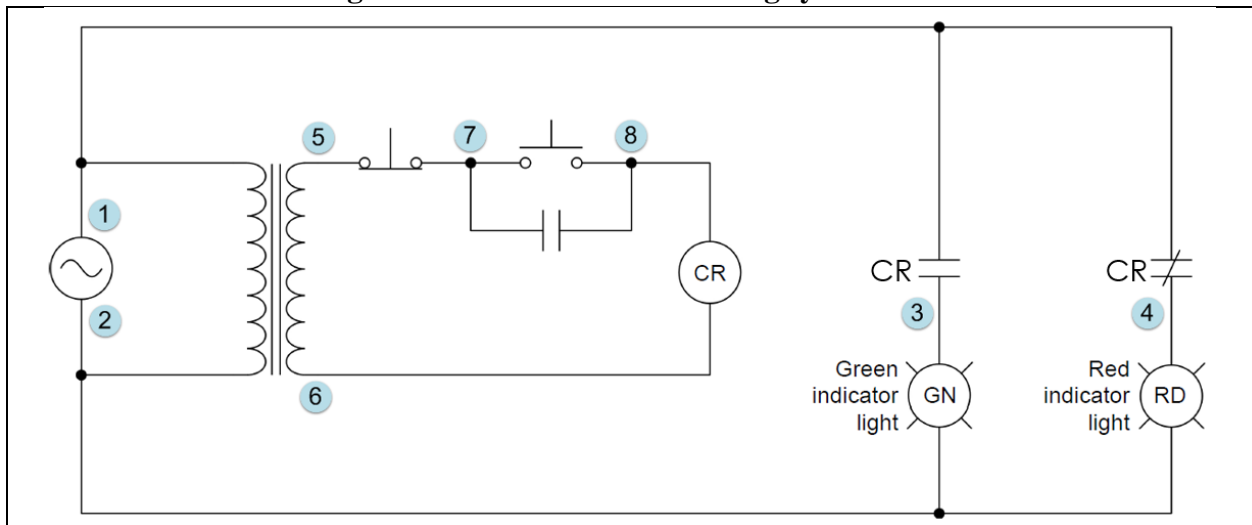 5
7
8
1
CR
CR
CR
2
3
4
Green
indicator
light
GN
Red
indicator
light
RD
6